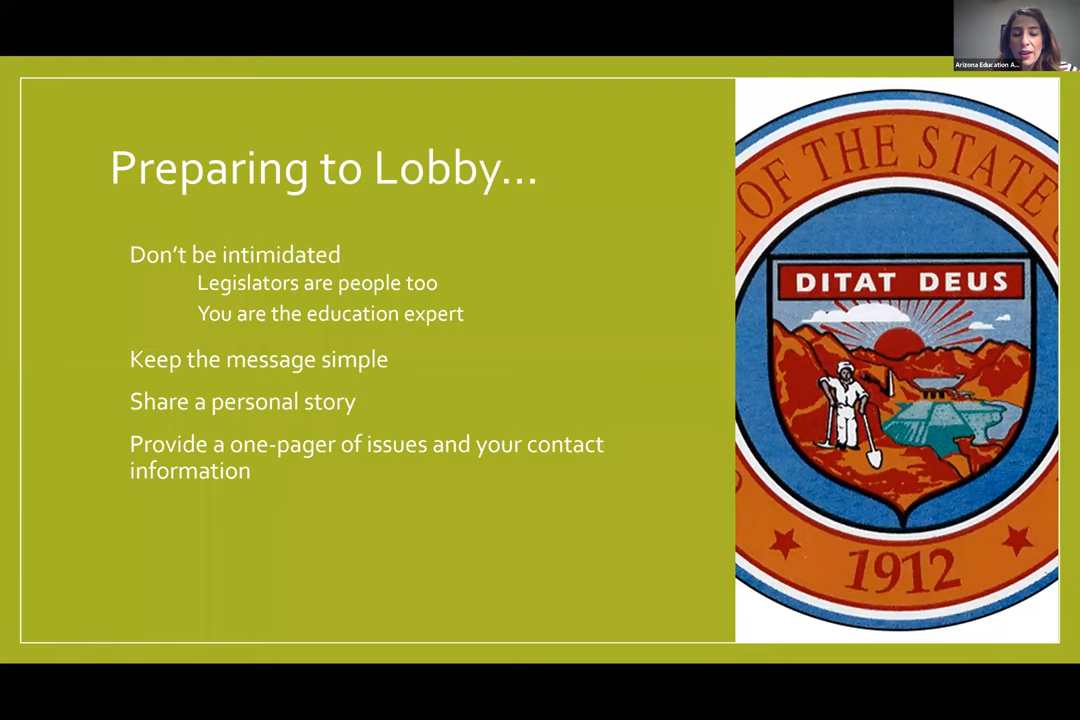 Arizona Education A...
Preparing to Lobby...
Don't be intimidated
Legislators are people too
You are the education expert
Keep the message simple
Share a personal story
Provide a one-pager of issues and your contact
information
OF THE STATE
DITAT DEUS
1912